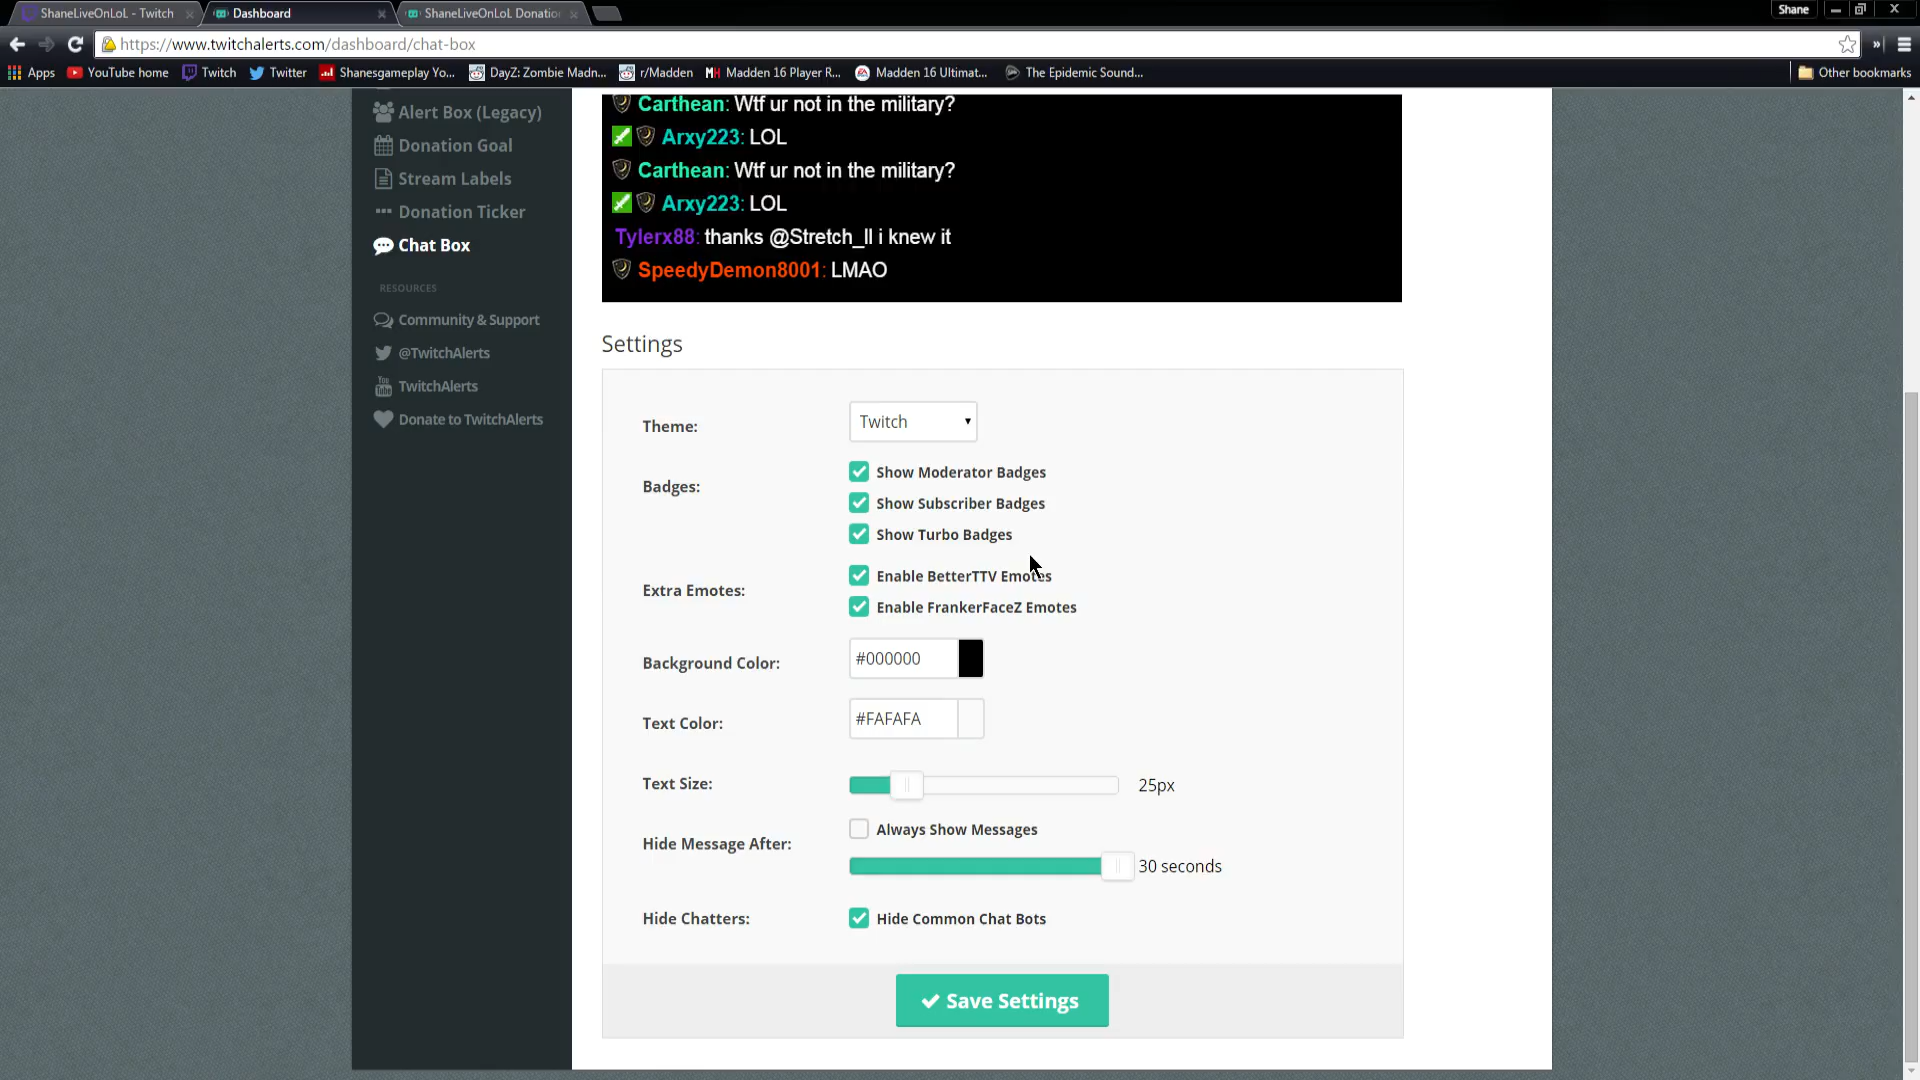 ShaneLiveOnLoL - Twitch
Dashboard
ShaneLiveOnLoL Donatio
Shane
https://www.twitchalerts.com/dashboard/chat-box
Apps
YouTube home
Twitch
Twitter
Shanesgameplay Yo...
DayZ: Zombie Madn...
r/Madden
Madden 16 Player R...
Madden 16 Ultimat...
The Epidemic Sound...
Other bookmarks
Alert Box (Legacy)
Donation Goal
Stream Labels
Donation Ticker
Chat Box
RESOURCES
Community & Support
@TwitchAlerts
TwitchAlerts
Donate to TwitchAlerts
Carthean: Wtf ur not in the military?
Arxy223: LOL
Carthean: Wtf ur not in the military?
Arxy223: LOL
Tylerx88: thanks @Stretch_ll i knew it
SpeedyDemon8001: LMAO
Settings
Theme:
Twitch
Badges:
Show Moderator Badges
Show Subscriber Badges
Show Turbo Badges
Extra Emotes:
Enable BetterTTV Emotes
Enable FrankerFaceZ Emotes
Background Color:
#000000
Text Color:
#FAFAFA
Text Size:
25px
Hide Message After:
Always Show Messages
30 seconds
Hide Chatters:
Hide Common Chat Bots
Save Settings